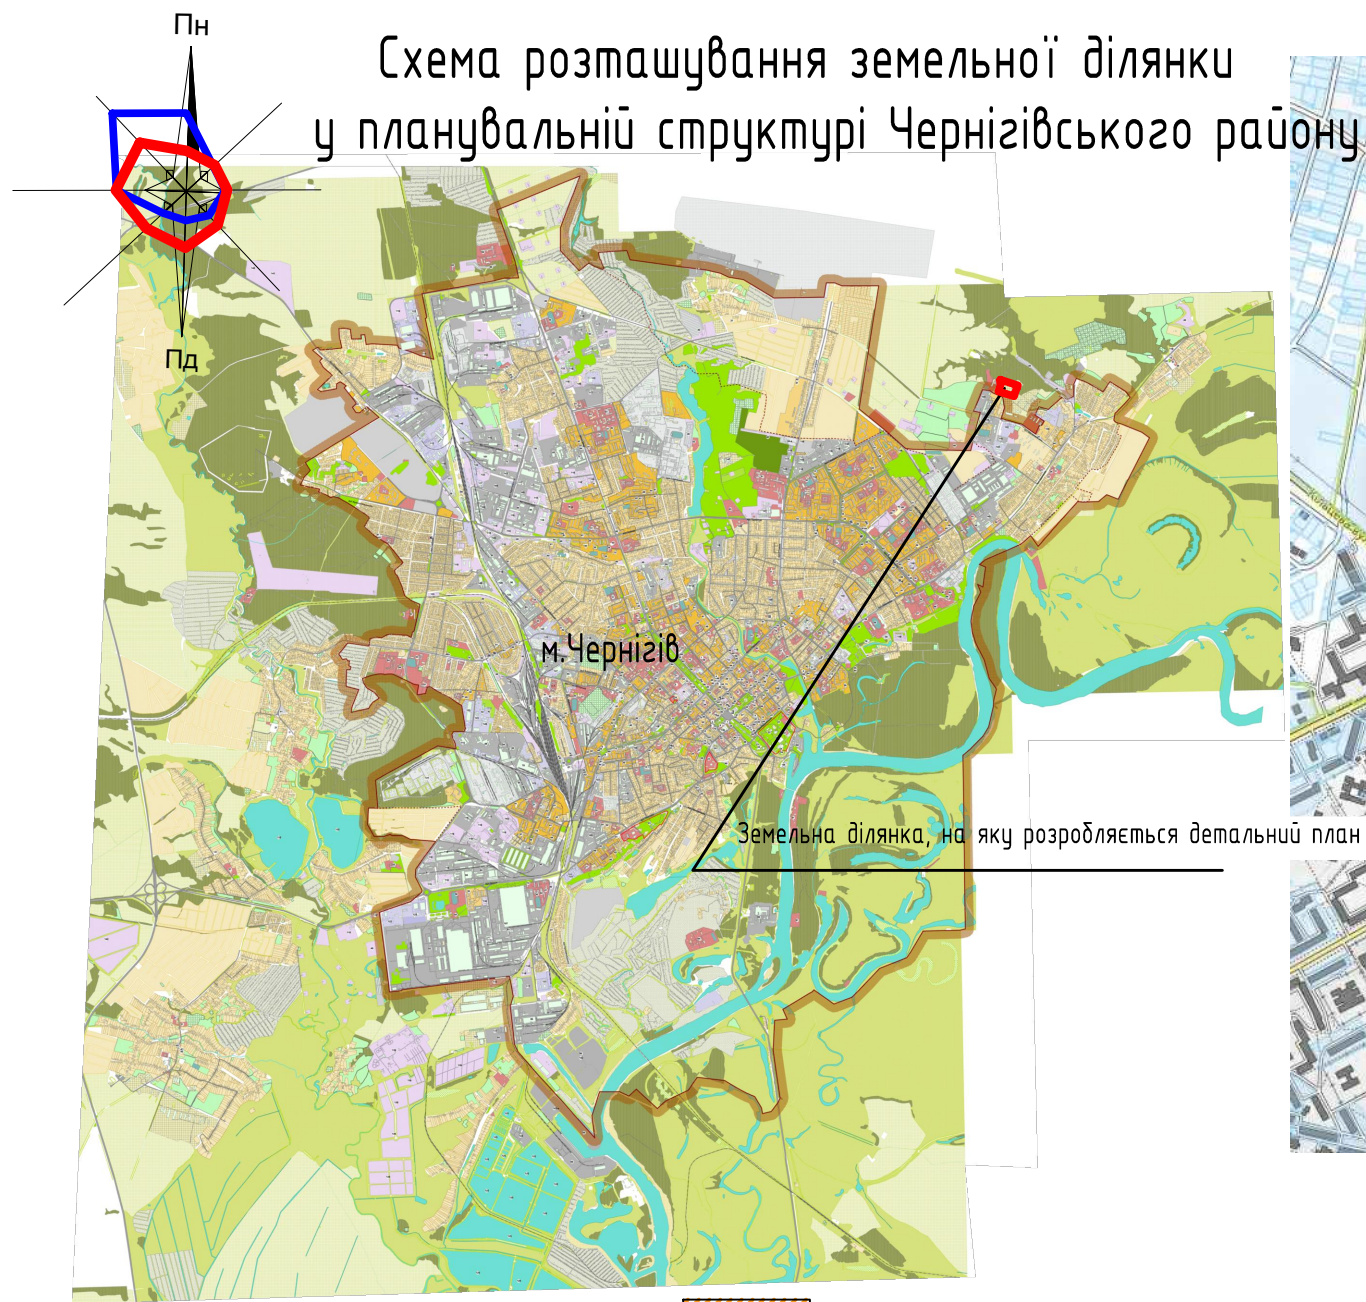 Пн
Схема розташування земельної ділянки
у планувальній структурі Чернігівського району
Пд
м.Чернігів
Земельна ділянка, на яку розробляється детальний план